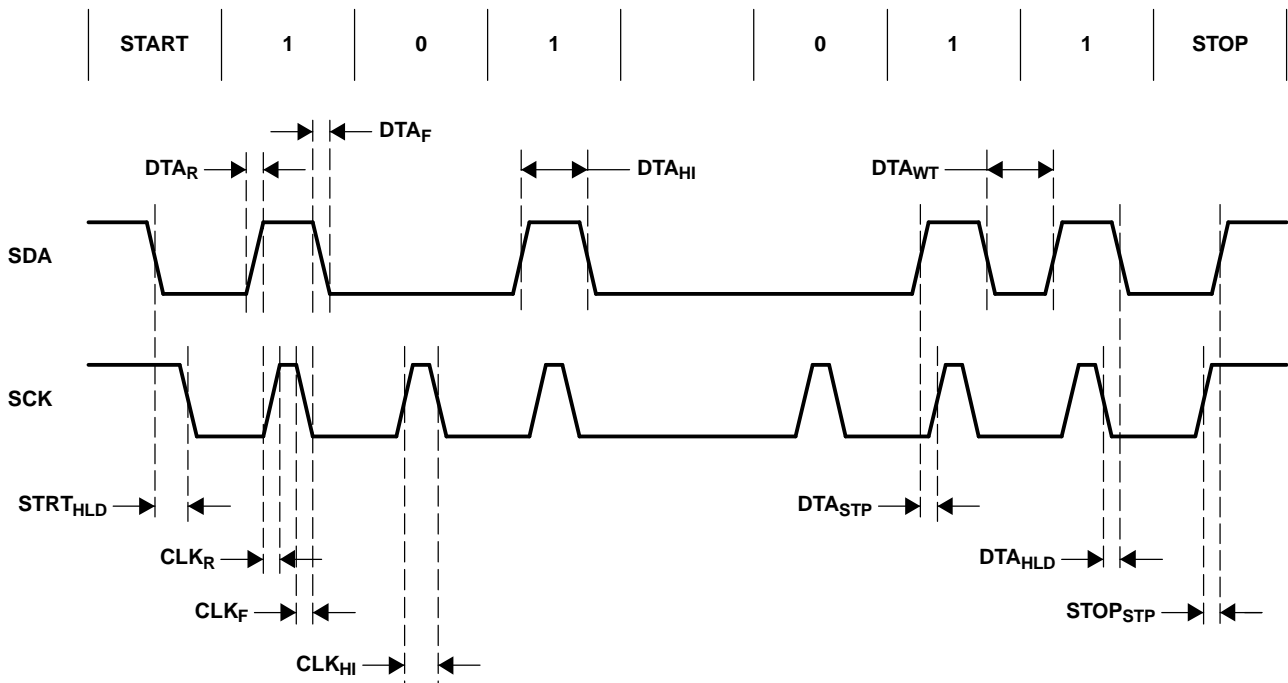 START 1 0 1 0 1 1 STOP
DTA_F
DTA_R DTA_HI DTA_WT
SDA
SCK
STRT_HLD DTA_STP
CLK_R DTA_HLD
CLK_F STOP_STP
CLK_HI